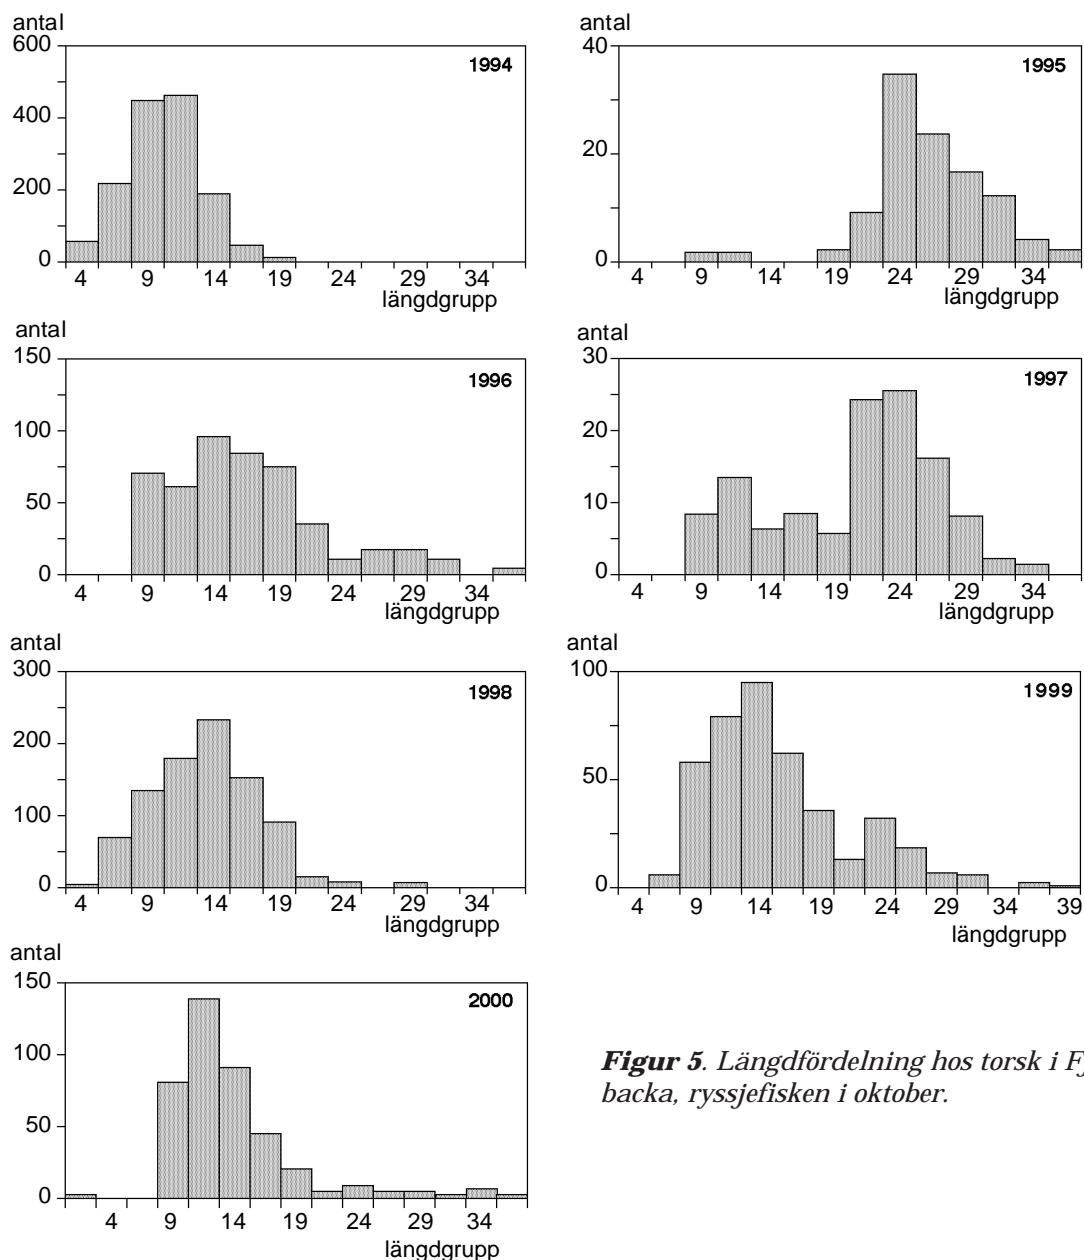 antal
600
400
200
0
1994
4 9 14 19 24 29 34
längdgrupp
antal
40
20
0
1995
4 9 14 19 24 29 34
längdgrupp
antal
150
100
50
0
1996
4 9 14 19 24 29 34
längdgrupp
antal
30
20
10
0
1997
4 9 14 19 24 29 34
längdgrupp
antal
300
200
100
0
1998
4 9 14 19 24 29 34
längdgrupp
antal
100
50
0
1999
4 9 14 19 24 29 34 39
längdgrupp
antal
150
100
50
0
2000
4 9 14 19 24 29 34
längdgrupp
Figur 5. Längdfördelning hos torsk i
backa, ryssjefisken i oktober.